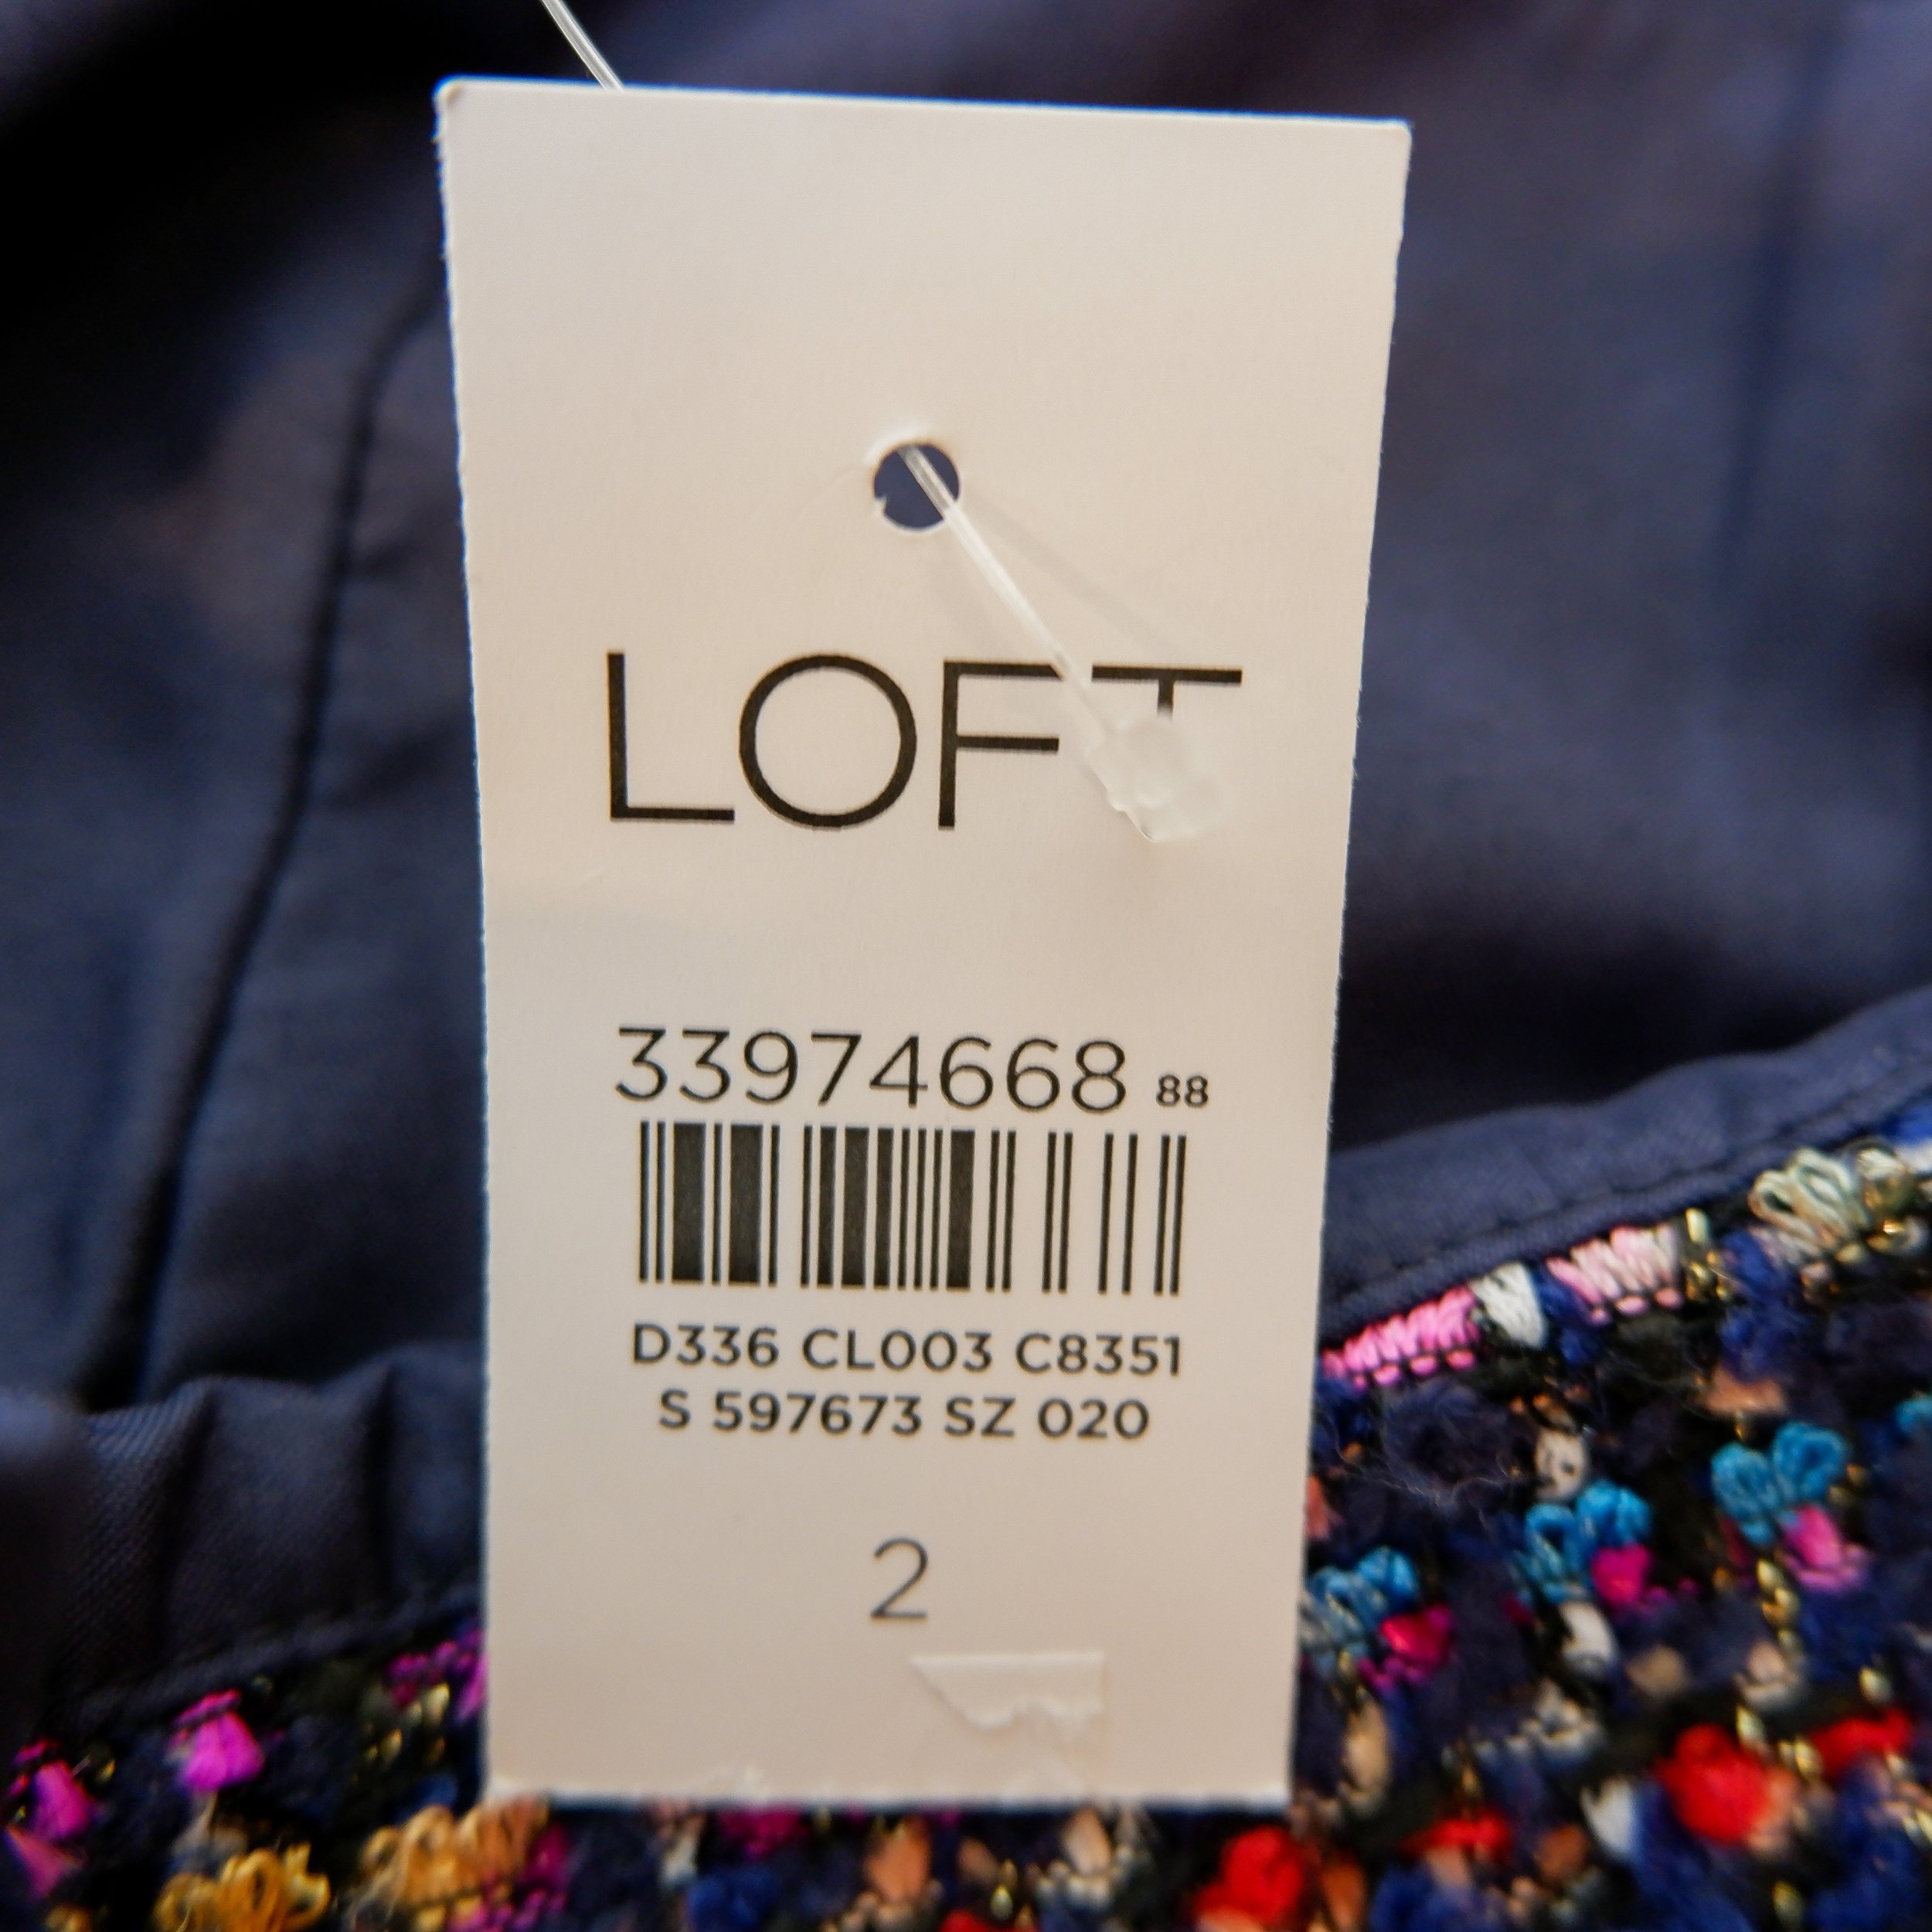 LOFT
33974668 88
D336 CL003 C8351
S 597673 SZ 020
2